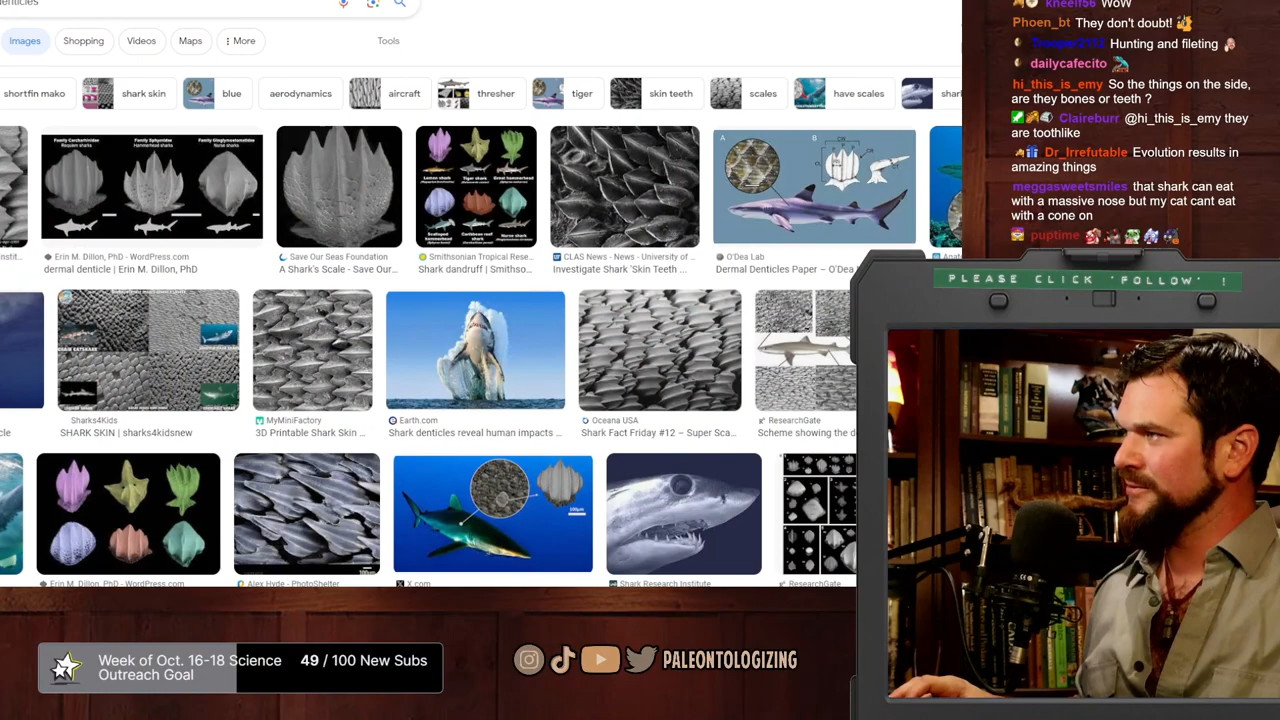 denticles
Images
Shopping
Videos
Maps
More
Tools
shortfin mako
shark skin
blue
aerodynamics
aircraft
thresher
tiger
skin teeth
scales
have scales
Erin M. Dillon, PhD - WordPress.com
dermal denticle | Erin M. Dillon, PhD
Save Our Seas Foundation
A Shark's Scale - Save Our...
Smithsonian Tropical Rese...
Shark dandruff | Smithso...
CLAS News - News - University of ...
Investigate Shark 'Skin Teeth ...
O'Dea Lab
Dermal Denticles Paper – O'Dea
Sharks4Kids
SHARK SKIN | sharks4kidsnew
MyMiniFactory
3D Printable Shark Skin ...
Earth.com
Shark denticles reveal human impacts ...
Oceana USA
Shark Fact Friday #12 – Super Sca...
ResearchGate
Scheme showing the d
Erin M. Dillon, PhD - WordPress.com
Alex Hyde - PhotoShelter
X.com
Shark Research Institute
ResearchGate
kneelf56 WoW
Phoen_bt They don't doubt!
Trooper2112 Hunting and fileting
dailycafecito
hi_this_is_emy So the things on the side,
are they bones or teeth ?
Claireburr @hi_this_is_emy they
are toothlike
Dr_Irrefutable Evolution results in
amazing things
meggasweetsmiles that shark can eat
with a massive nose but my cat cant eat
with a cone on
puptime
PLEASE CLICK 'FOLLOW' !
Week of Oct. 16-18 Science
Outreach Goal
49 / 100 New Subs
PALEONTOLOGIZING